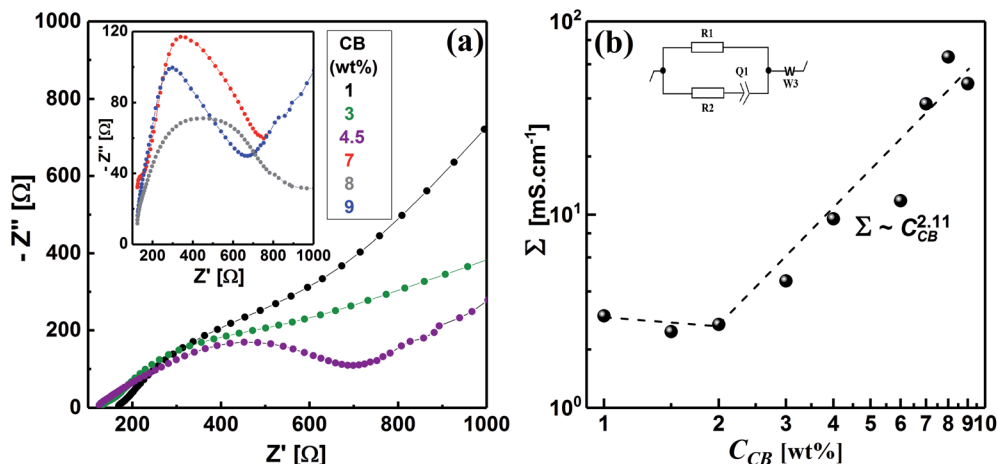 (a)
CB
(wt%)
1
3
4.5
7
8
9
- Z'' [Ω]
1000
800
600
400
200
0
200 400 600 800 1000
Z' [Ω]
- Z'' [Ω]
120
80
40
0
200 400 600 800 1000
Z' [Ω]
(b)
R1
Q1
R2
W
W3
Σ [mS.cm⁻¹]
10²
10¹
10⁰
Σ ~ C_CB^2.11
1 2 3 4 5 6 7 8 910
C_CB [wt%]